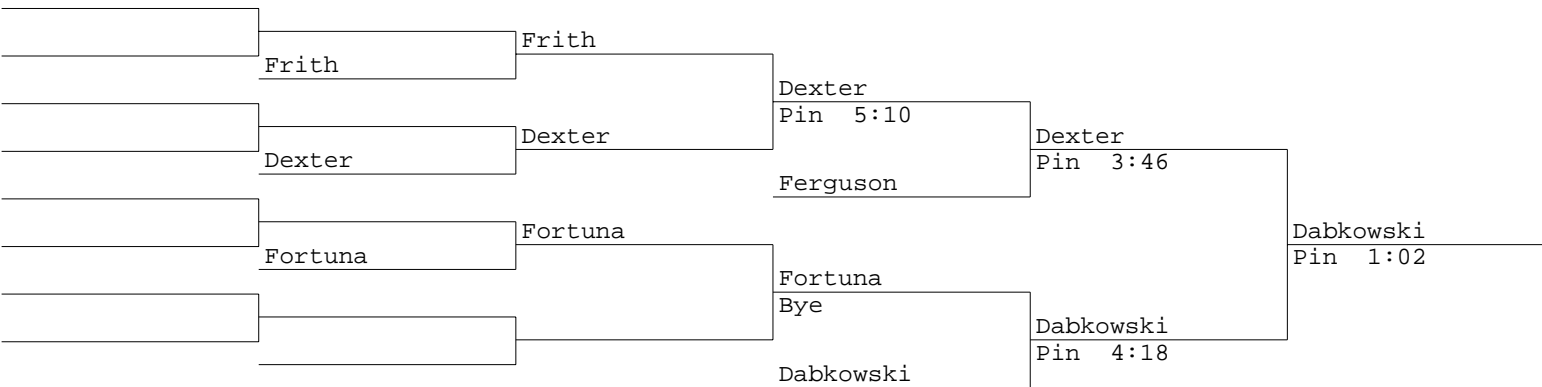 Frith
Frith
Dexter
Pin 5:10
Dexter
Dexter
Dexter
Pin 3:46
Ferguson
Fortuna
Fortuna
Dabkowski
Pin 1:02
Fortuna
Bye
Dabkowski
Pin 4:18
Dabkowski